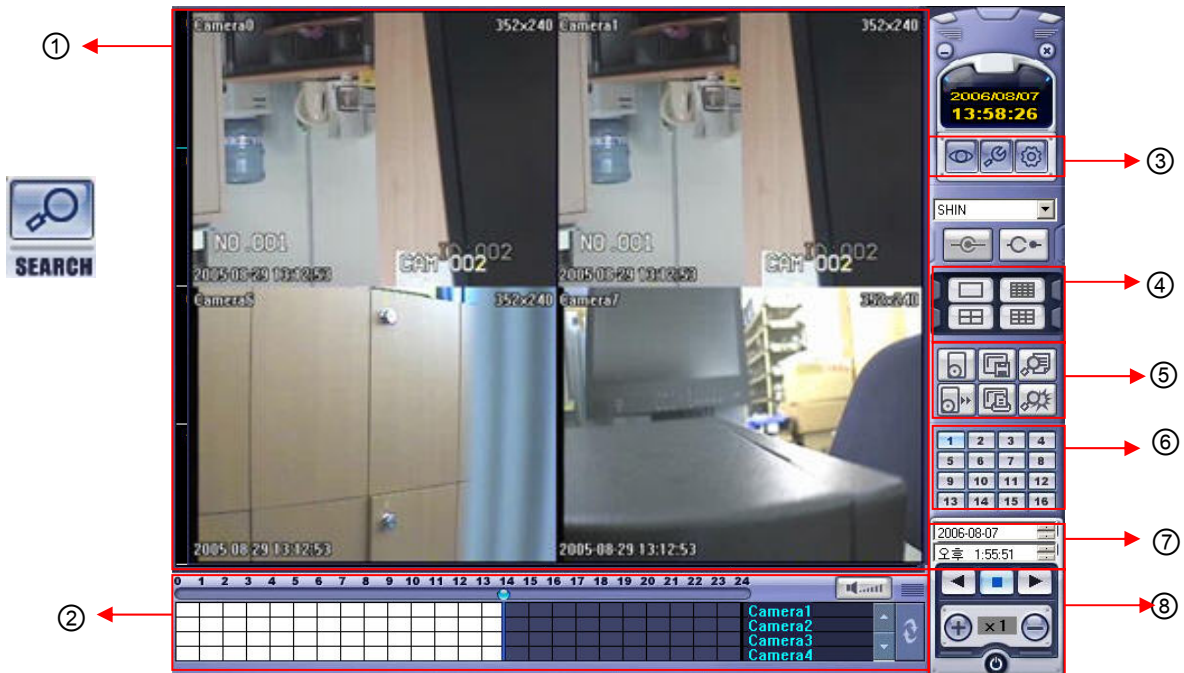 ①
②
③
④
⑤
⑥
⑦
⑧
SEARCH
Camera0 352x240
NO.001
ID:002
CAM 002
2005-08-29 13:12:53
Camera1 352x240
NO.001
ID:002
CAM 002
2005-08-29 13:12:53
352x240
2005-08-29 13:12:53
Camera7 352x240
2005-08-29 13:12:53
2006/08/07
13:58:26
SHIN
1 2 3 4
5 6 7 8
9 10 11 12
13 14 15 16
2006-08-07
오후 1:55:51
x1
0 1 2 3 4 5 6 7 8 9 10 11 12 13 14 15 16 17 18 19 20 21 22 23 24
Camera1
Camera2
Camera3
Camera4